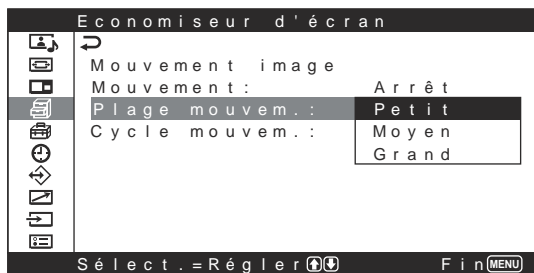 Economiseur d'écran
Mouvement image
Mouvement: Arrêt
Plage mouvem.: Petit
Cycle mouvem.: Moyen
Grand
Sélect.=Régler Fin MENU